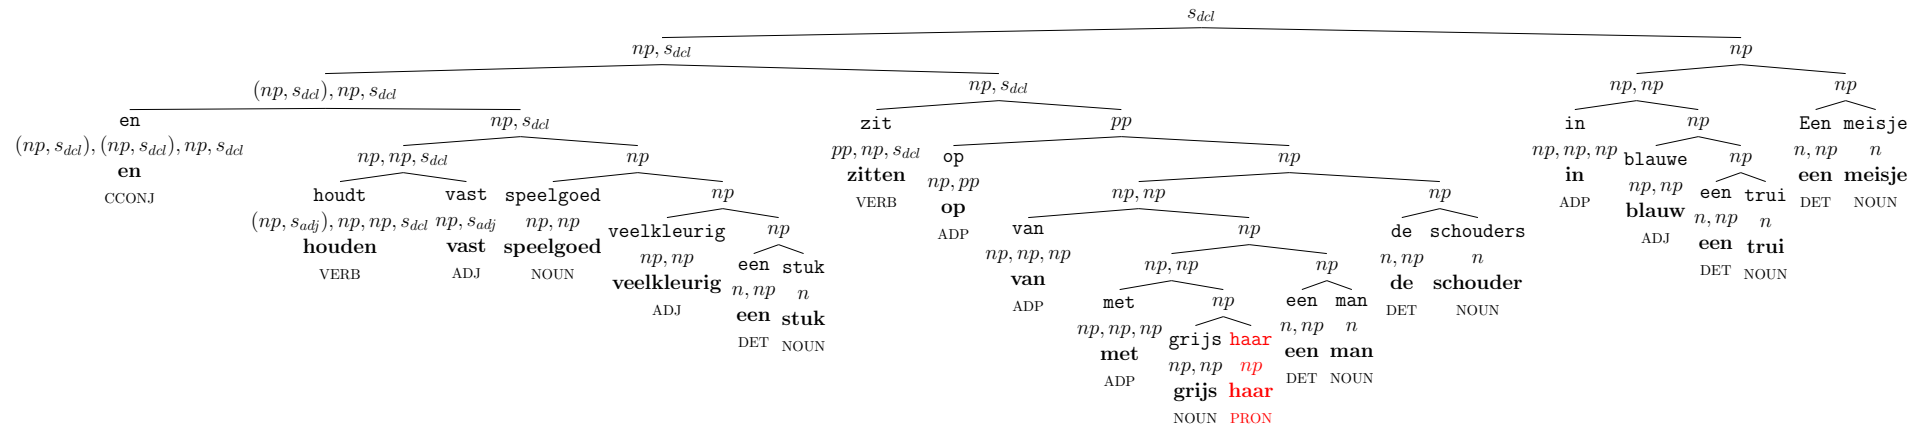 s_dcl
np, s_dcl np
(np, s_dcl), np, s_dcl np, s_dcl np, np np
en np, s_dcl zit pp in np Een meisje
(np, s_dcl), (np, s_dcl), np, s_dcl np, np, s_dcl np pp, np, s_dcl op np np, np, np blauwe np n, np n
en zitten np, pp in np, np een meisje
CCONJ houdt vast speelgoed np VERB op np, np np ADP blauw een trui DET NOUN
(np, s_adj), np, np, s_dcl np, s_adj np, np veelkleurig np ADP van np de schouders ADJ n, np n
houden vast speelgoed np, np een stuk np, np, np np, np np n, np n een trui
VERB ADJ NOUN veelkleurig n, np n van de schouder DET NOUN
ADJ een stuk ADP met np een man DET NOUN
DET NOUN np, np, np grijs haar n, np n
met np, np np een man
ADP grijs haar DET NOUN
NOUN PRON